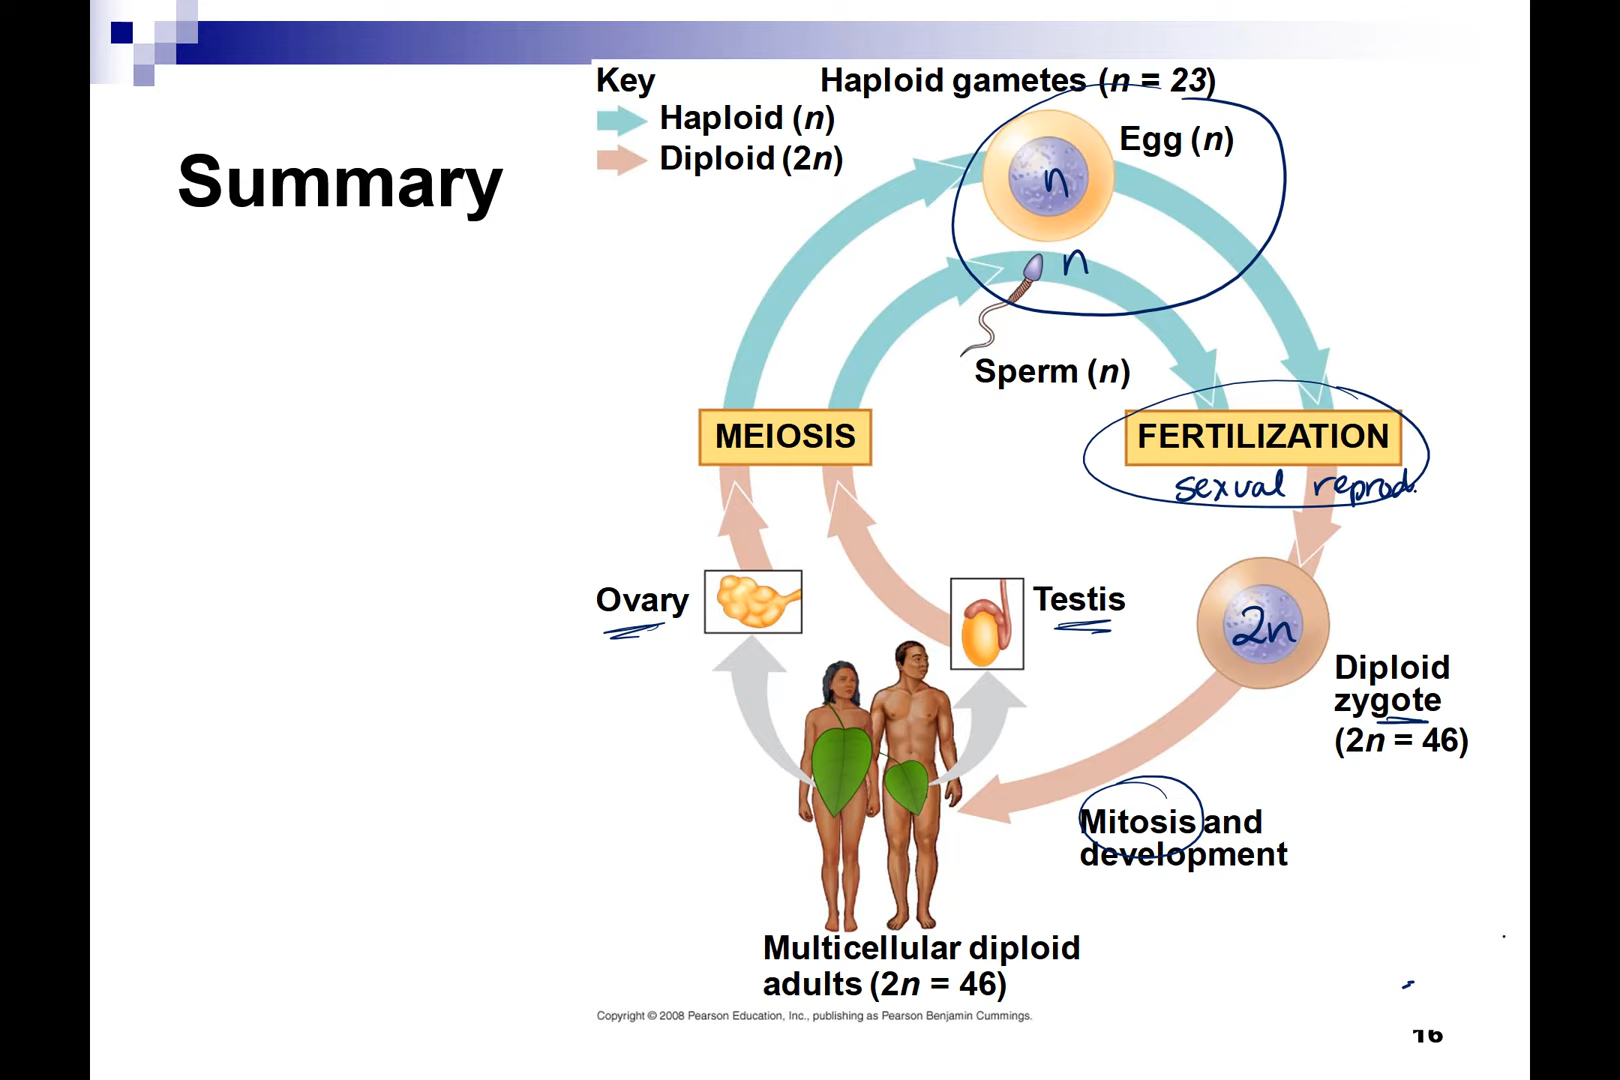 Summary
Key
Haploid (n)
Diploid (2n)
Haploid gametes (n = 23)
Egg (n)
n
n
Sperm (n)
MEIOSIS
FERTILIZATION
sexual reprod.
Ovary
Testis
2n
Diploid
zygote
(2n = 46)
Mitosis and
development
Multicellular diploid
adults (2n = 46)
Copyright © 2008 Pearson Education, Inc., publishing as Pearson Benjamin Cummings.
16